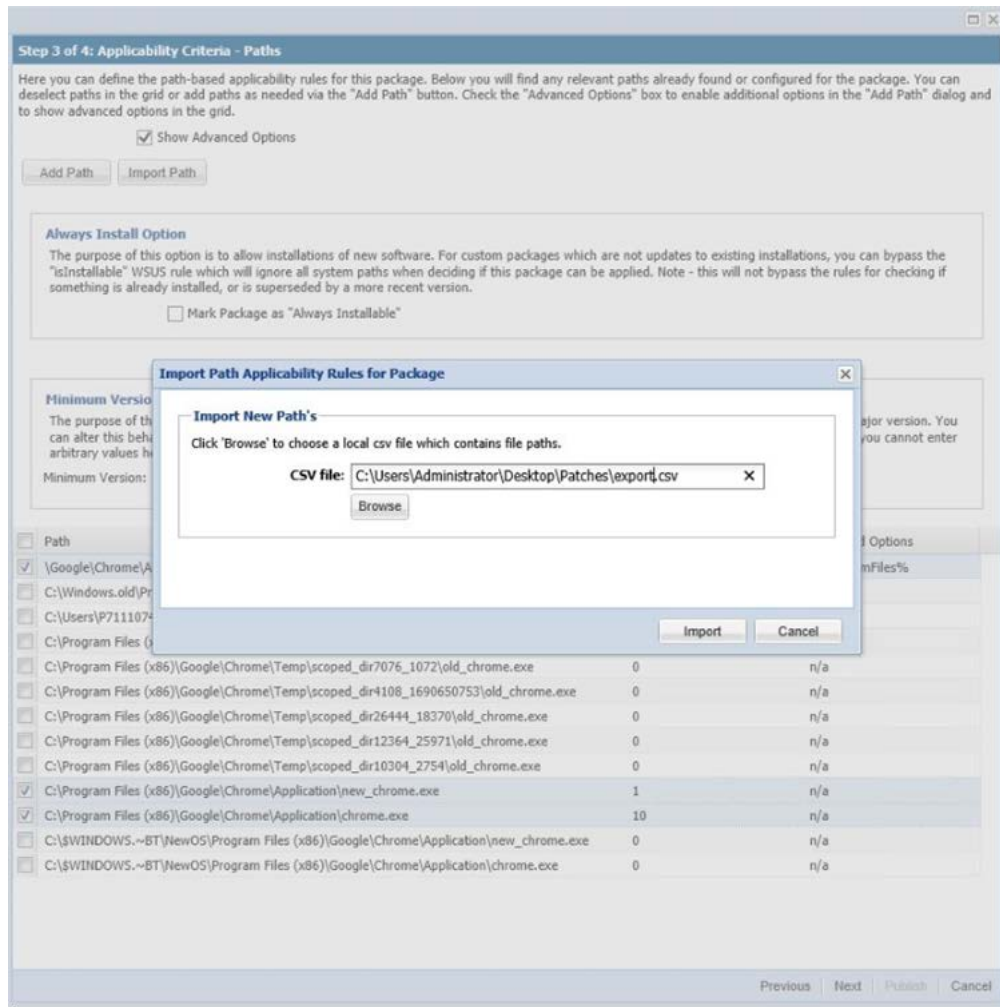 Step 3 of 4: Applicability Criteria - Paths
Here you can define the path-based applicability rules for this package. Below you will find any relevant paths already found or configured for the package. You can
deselect paths in the grid or add paths as needed via the "Add Path" button. Check the "Advanced Options" box to enable additional options in the "Add Path" dialog and
to show advanced options in the grid.
Show Advanced Options
Add Path Import Path
Always Install Option
The purpose of this option is to allow installations of new software. For custom packages which are not updates to existing installations, you can bypass the
"isInstallable" WSUS rule which will ignore all system paths when deciding if this package can be applied. Note - this will not bypass the rules for checking if
something is already installed, or is superseded by a more recent version.
Mark Package as "Always Installable"
Import Path Applicability Rules for Package
Import New Path's
Click 'Browse' to choose a local csv file which contains file paths.
CSV file: C:\Users\Administrator\Desktop\Patches\export.csv
Browse
Import Cancel
Minimum Versio
The purpose of th ajor version. You
can alter this beha you cannot enter
arbitrary values h
Minimum Version:
Path d Options
\Google\Chrome\A mFiles%
C:\Windows.old\Pr
C:\Users\P7111074
C:\Program Files (
C:\Program Files (x86)\Google\Chrome\Temp\scoped_dir7076_1072\old_chrome.exe 0 n/a
C:\Program Files (x86)\Google\Chrome\Temp\scoped_dir4108_1690650753\old_chrome.exe 0 n/a
C:\Program Files (x86)\Google\Chrome\Temp\scoped_dir26444_18370\old_chrome.exe 0 n/a
C:\Program Files (x86)\Google\Chrome\Temp\scoped_dir12364_25971\old_chrome.exe 0 n/a
C:\Program Files (x86)\Google\Chrome\Temp\scoped_dir10304_2754\old_chrome.exe 0 n/a
C:\Program Files (x86)\Google\Chrome\Application\new_chrome.exe 1 n/a
C:\Program Files (x86)\Google\Chrome\Application\chrome.exe 10 n/a
C:\$WINDOWS.~BT\NewOS\Program Files (x86)\Google\Chrome\Application\new_chrome.exe 0 n/a
C:\$WINDOWS.~BT\NewOS\Program Files (x86)\Google\Chrome\Application\chrome.exe 0 n/a
Previous Next Publish Cancel